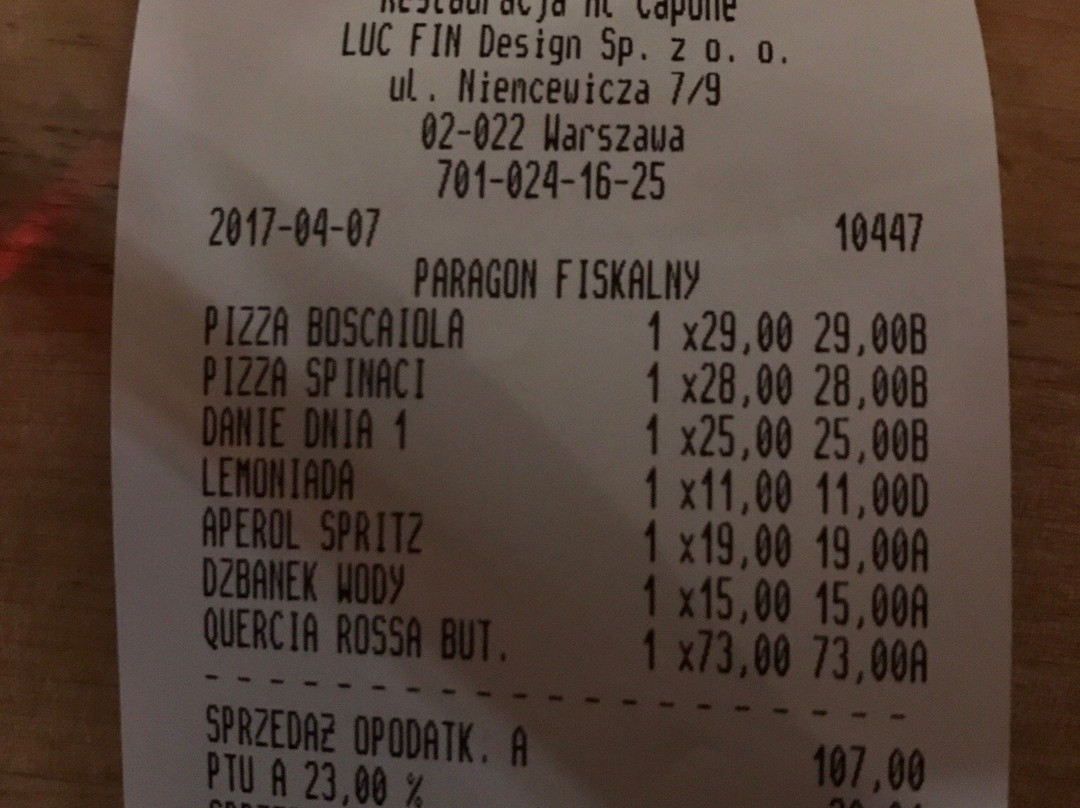 Restauracja Al Capone
LUC FIN Design Sp. z o. o.
ul. Niencewicza 7/9
02-022 Warszawa
701-024-16-25
2017-04-07 10447
PARAGON FISKALNY
PIZZA BOSCAIOLA 1 x29,00 29,00B
PIZZA SPINACI 1 x28,00 28,00B
DANIE DNIA 1 1 x25,00 25,00B
LEMONIADA 1 x11,00 11,00D
APEROL SPRITZ 1 x19,00 19,00A
DZBANEK WODY 1 x15,00 15,00A
QUERCIA ROSSA BUT. 1 x73,00 73,00A
- - - - - - - - - - - - - - - - - - - -
SPRZEDAŻ OPODATK. A 107,00
PTU A 23,00 %